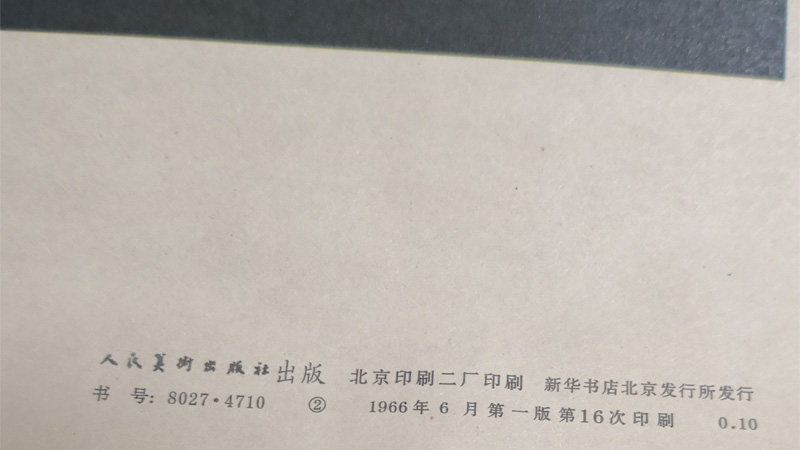 人民美術出版社出版 北京印刷二厂印刷 新华书店北京发行所发行
书 号: 8027·4710 ② 1966年6月第一版第16次印刷 0.10